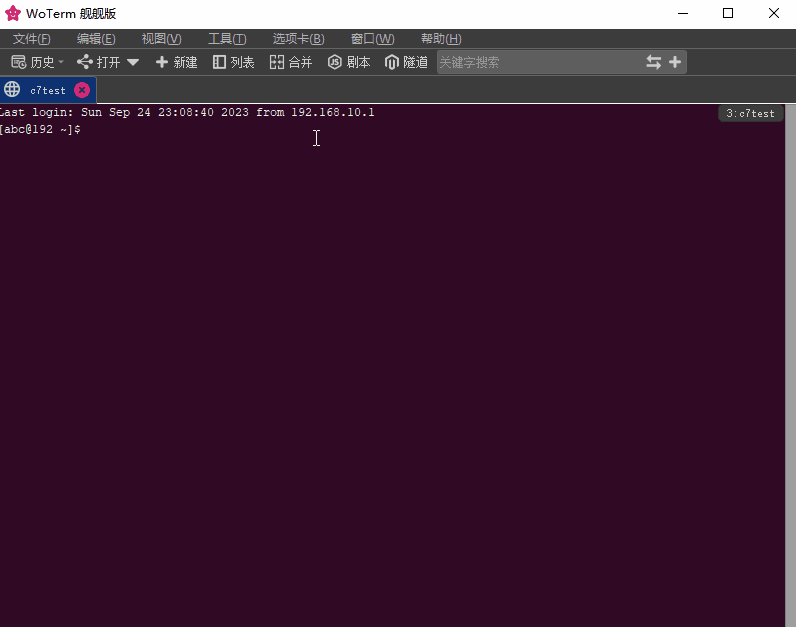 WoTerm 舰舰版
文件(F) 编辑(E) 视图(V) 工具(T) 选项卡(B) 窗口(W) 帮助(H)
历史 打开 新建 列表 合并 JS 剧本 隧道 关键字搜索
c7test
Last login: Sun Sep 24 23:08:40 2023 from 192.168.10.1
3:c7test
[abc@192 ~]$